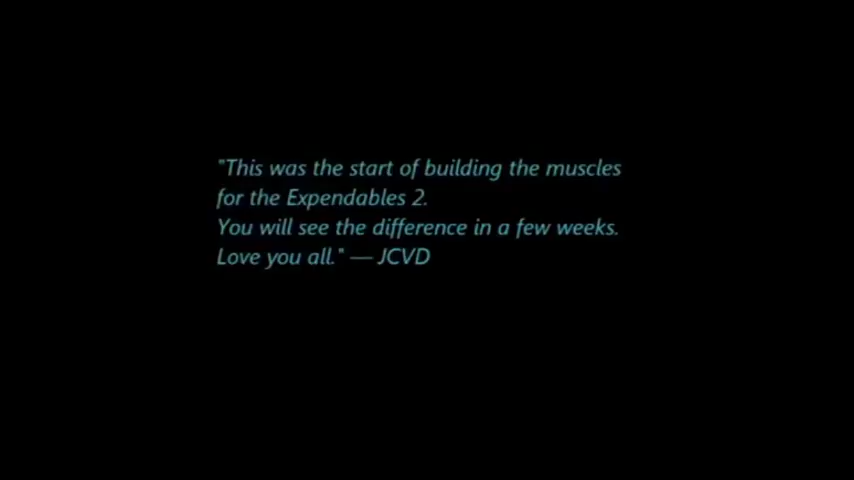 "This was the start of building the muscles
for the Expendables 2.
You will see the difference in a few weeks.
Love you all." — JCVD